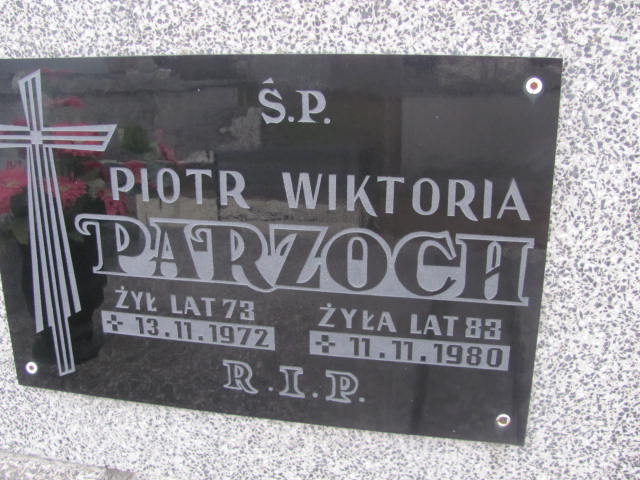 Ś.P.
PIOTR WIKTORIA
PARZOCH
ŻYŁ LAT 73 ŻYŁA LAT 83
+ 13.11.1972 + 11.11.1980
R.I.P.